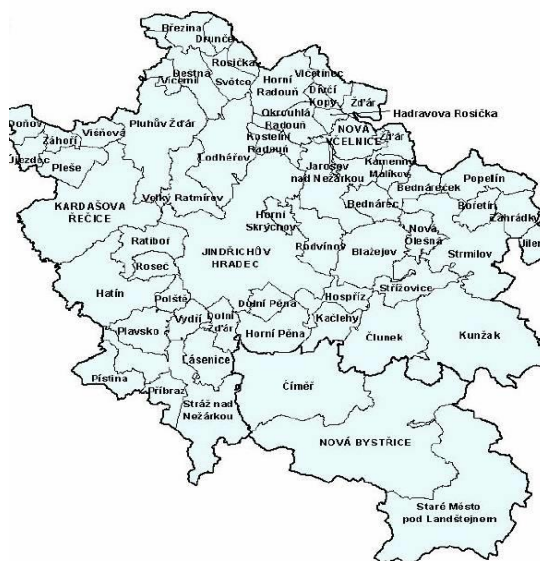 Březina
Drunče
Rosička
Deštná
Vícemil
Světce
Horní
Radouň
Vícetinec
Dívčí
Kopy
Žďár
Hadravova Rosička
Okrouhlá
Radouň
NOVÁ
VČELNICE
Žďár
Doňov
Záhoří
Višňová
Pluhův Žďár
Újezdec
Pleše
Kostelní
Radouň
Lodhéřov
Jarošov
nad Nežárkou
Kamenný
Malíkov
Popelín
Bednáreček
Bořetín
Zahrádky
Jilem
KARDAŠOVA
ŘEČICE
Velký
Ratmírov
Bednárec
Horní
Skrýchov
Nová
Olešná
Strmilov
Ratiboř
Roseč
JINDŘICHŮV
HRADEC
Rodvínov
Blažejov
Hatín
Polště
Střížovice
Hospříz
Dolní Pěna
Vydří
Dolní
Žďár
Kačlehy
Plavsko
Horní Pěna
Člunek
Kunžak
Lásenice
Pístina
Příbraz
Stráž nad
Nežárkou
Číměř
NOVÁ BYSTŘICE
Staré Město
pod Landštejnem